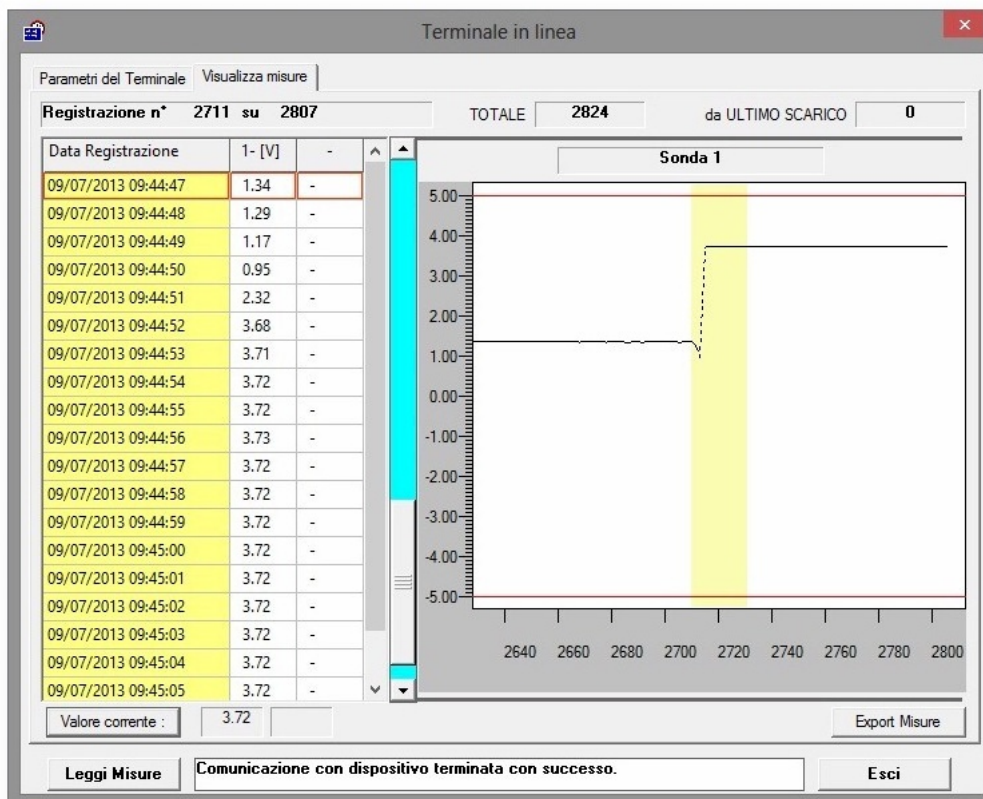 Terminale in linea
Parametri del Terminale Visualizza misure
Registrazione n° 2711 su 2807 TOTALE 2824 da ULTIMO SCARICO 0
Data Registrazione 1- [V] -
09/07/2013 09:44:47 1.34 -
09/07/2013 09:44:48 1.29 -
09/07/2013 09:44:49 1.17 -
09/07/2013 09:44:50 0.95 -
09/07/2013 09:44:51 2.32 -
09/07/2013 09:44:52 3.68 -
09/07/2013 09:44:53 3.71 -
09/07/2013 09:44:54 3.72 -
09/07/2013 09:44:55 3.72 -
09/07/2013 09:44:56 3.73 -
09/07/2013 09:44:57 3.72 -
09/07/2013 09:44:58 3.72 -
09/07/2013 09:44:59 3.72 -
09/07/2013 09:45:00 3.72 -
09/07/2013 09:45:01 3.72 -
09/07/2013 09:45:02 3.72 -
09/07/2013 09:45:03 3.72 -
09/07/2013 09:45:04 3.72 -
09/07/2013 09:45:05 3.72 -
Sonda 1
5.00
4.00
3.00
2.00
1.00
0.00
-1.00
-2.00
-3.00
-4.00
-5.00
2640 2660 2680 2700 2720 2740 2760 2780 2800
Valore corrente : 3.72 Export Misure
Leggi Misure Comunicazione con dispositivo terminata con successo. Esci